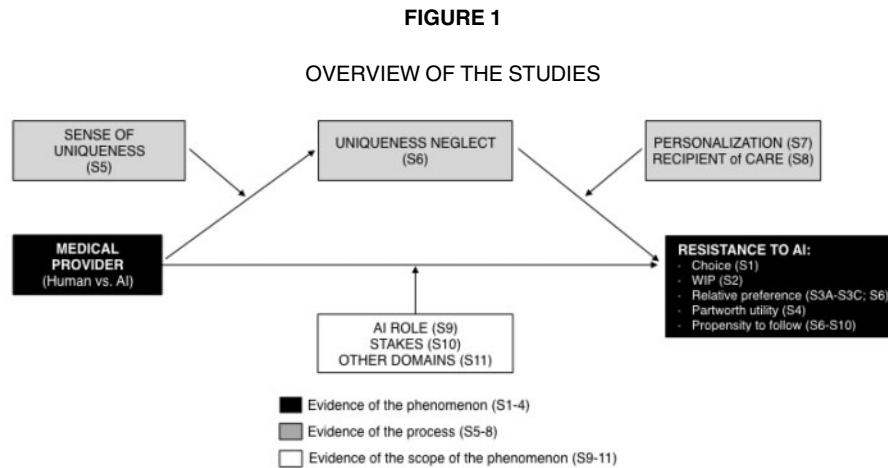 FIGURE 1
OVERVIEW OF THE STUDIES
SENSE OF
UNIQUENESS
(S5)
UNIQUENESS NEGLECT
(S6)
PERSONALIZATION (S7)
RECIPIENT of CARE (S8)
MEDICAL
PROVIDER
(Human vs. AI)
RESISTANCE TO AI:
- Choice (S1)
- WIP (S2)
- Relative preference (S3A-S3C; S6)
- Partworth utility (S4)
- Propensity to follow (S6-S10)
AI ROLE (S9)
STAKES (S10)
OTHER DOMAINS (S11)
Evidence of the phenomenon (S1-4)
Evidence of the process (S5-8)
Evidence of the scope of the phenomenon (S9-11)